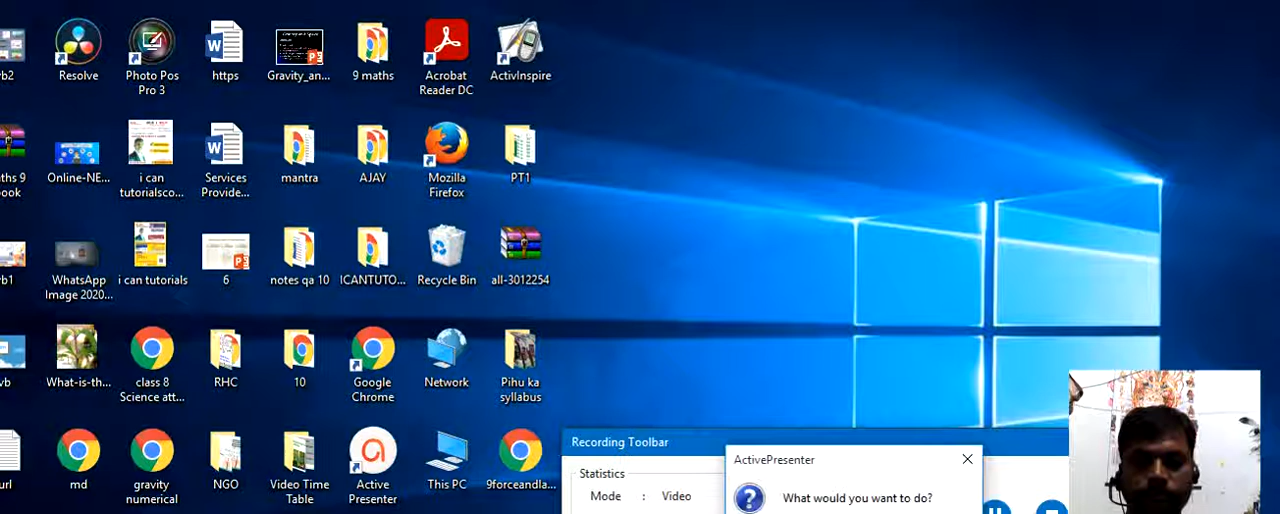 vb2
Resolve
Photo Pos
Pro 3
https
Gravity_an...
9 maths
Acrobat
Reader DC
ActivInspire
ths 9
ook
Online-NE...
i can
tutorialsco...
Services
Provide...
mantra
AJAY
Mozilla
Firefox
PT1
vb1
WhatsApp
Image 2020...
i can tutorials
6
notes qa 10
ICANTUTO...
Recycle Bin
all-3012254
vb
What-is-th...
class 8
Science att...
RHC
10
Google
Chrome
Network
Pihu ka
syllabus
url
md
gravity
numerical
NGO
Video Time
Table
Active
Presenter
This PC
9forceandla...
Recording Toolbar
Statistics
Mode : Video
ActivePresenter
What would you want to do?